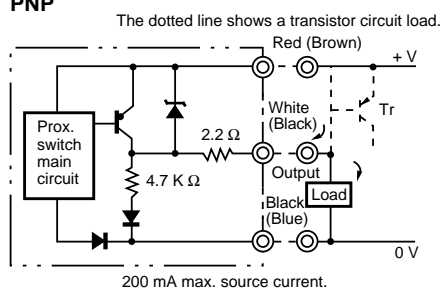 PNP
The dotted line shows a transistor circuit load.
Red (Brown)
+ V
Prox.
switch
main
circuit
2.2 Ω
White
(Black)
Tr
4.7 K Ω
Output
Load
Black
(Blue)
0 V
200 mA max. source current.